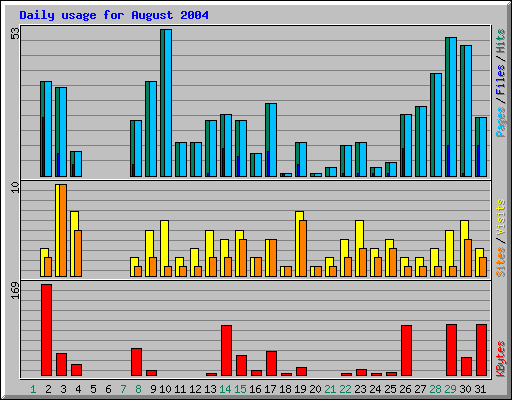 Daily usage for August 2004
53
10
169
Pages / Files / Hits
Sites / Visits
KBytes
1 2 3 4 5 6 7 8 9 10 11 12 13 14 15 16 17 18 19 20 21 22 23 24 25 26 27 28 29 30 31